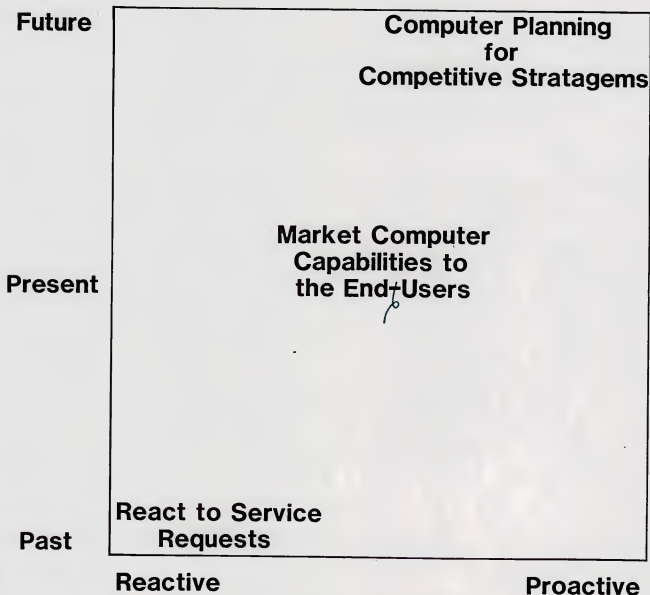 Future
Computer Planning
for
Competitive Stratagems
Market Computer
Capabilities to
Present
the End-Users
React to Service
Requests
Past
Reactive Proactive